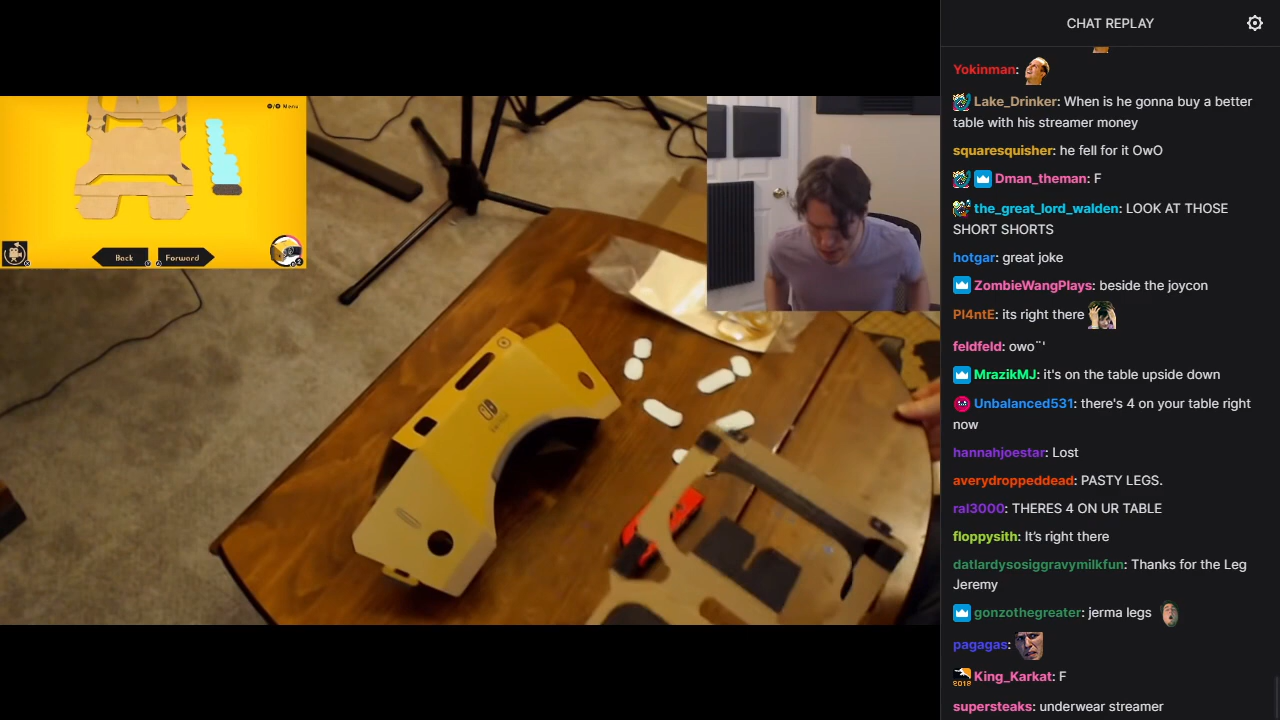 Menu
Back
Forward
CHAT REPLAY
Yokinman:
Lake_Drinker: When is he gonna buy a better
table with his streamer money
squaresquisher: he fell for it OwO
Dman_theman: F
the_great_lord_walden: LOOK AT THOSE
SHORT SHORTS
hotgar: great joke
ZombieWangPlays: beside the joycon
Pl4ntE: its right there
feldfeld: owo¨'
MrazikMJ: it's on the table upside down
Unbalanced531: there's 4 on your table right
now
hannahjoestar: Lost
averydroppeddead: PASTY LEGS.
ral3000: THERES 4 ON UR TABLE
floppysith: It's right there
datlardysosiggravymilkfun: Thanks for the Leg
Jeremy
gonzothegreater: jerma legs
pagagas:
2018
King_Karkat: F
supersteaks: underwear streamer